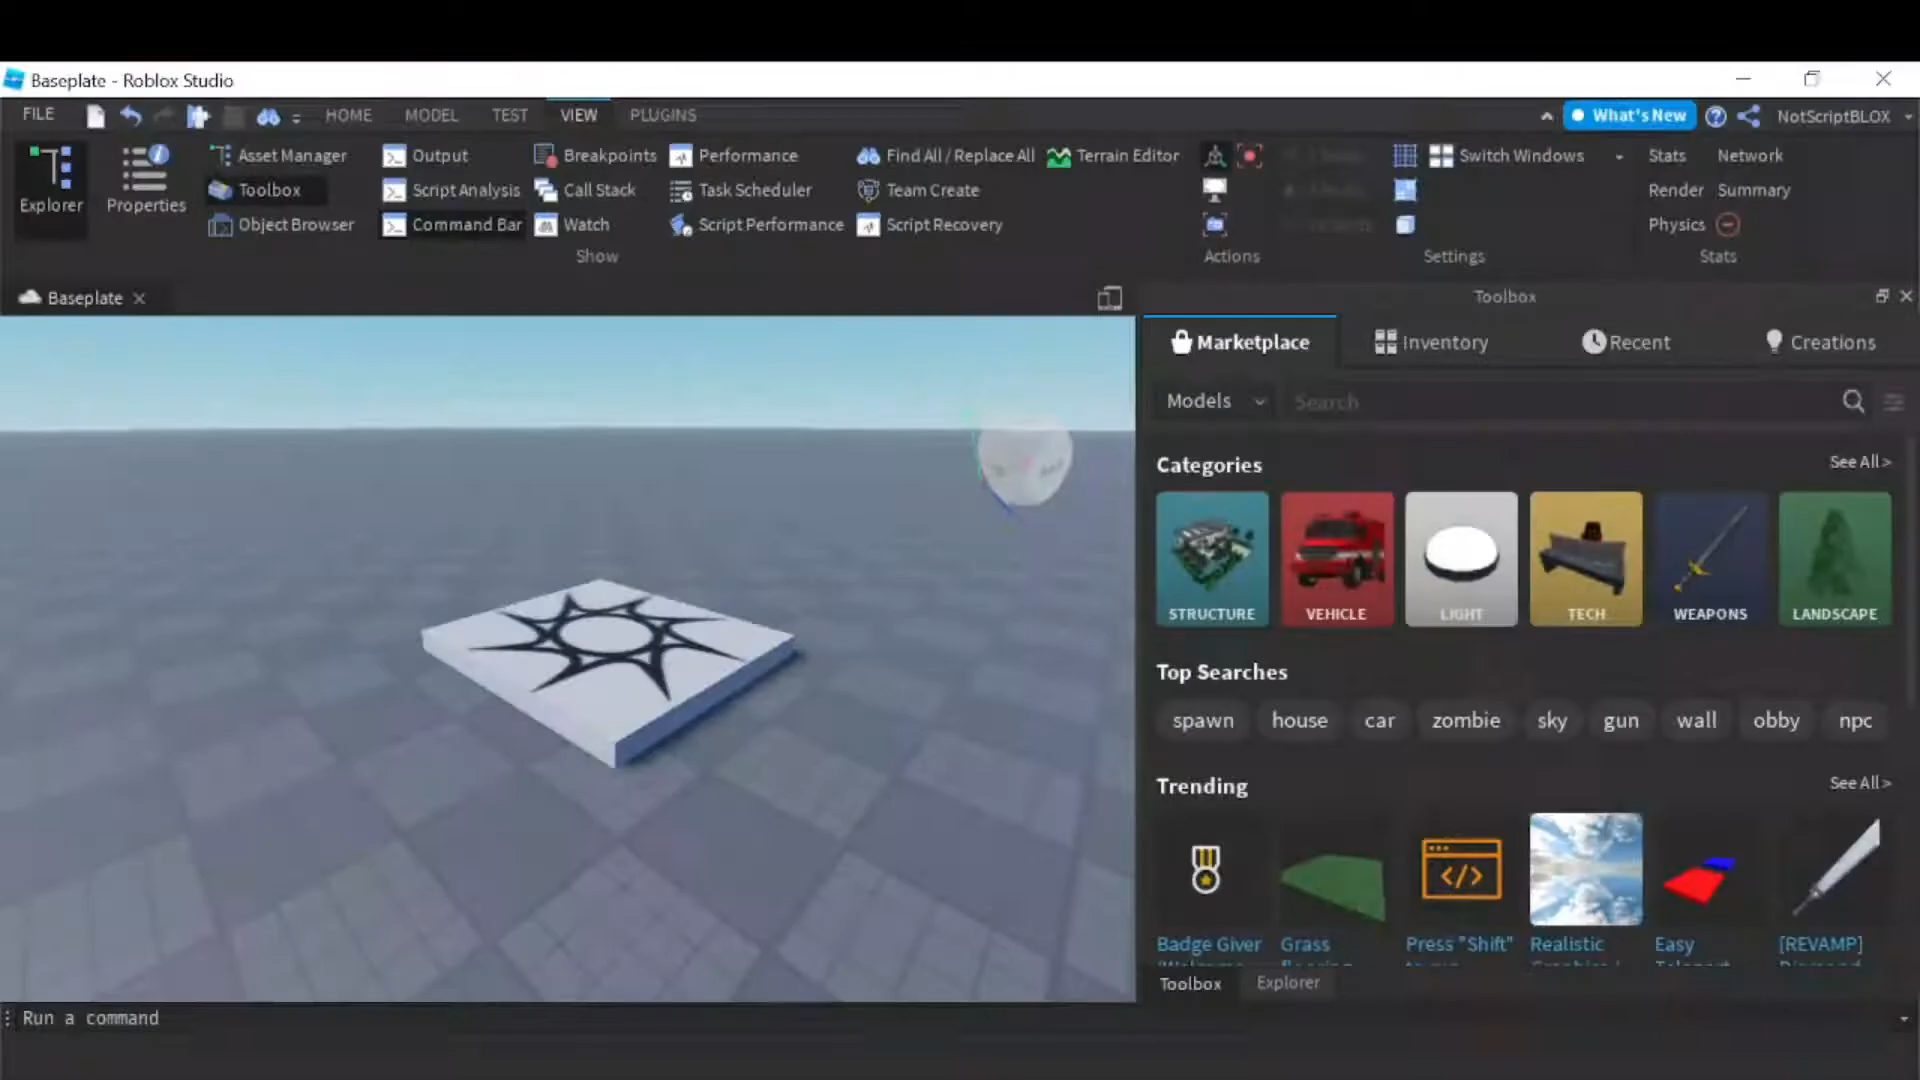 Baseplate - Roblox Studio
FILE HOME MODEL TEST VIEW PLUGINS What's New NotScriptBLOX
Explorer
Properties
Asset Manager
Toolbox
Object Browser
Output
Script Analysis
Command Bar
Breakpoints
Call Stack
Watch
Performance
Task Scheduler
Script Performance
Find All / Replace All
Team Create
Script Recovery
Terrain Editor
Show
Actions
Switch Windows
Settings
Stats Network
Render Summary
Physics
Stats
Baseplate
Toolbox
Marketplace Inventory Recent Creations
Models Search
Categories See All >
STRUCTURE VEHICLE LIGHT TECH WEAPONS LANDSCAPE
Top Searches
spawn house car zombie sky gun wall obby npc
Trending See All >
Badge Giver Grass Press "Shift" Realistic Easy [REVAMP]
Toolbox Explorer
Run a command